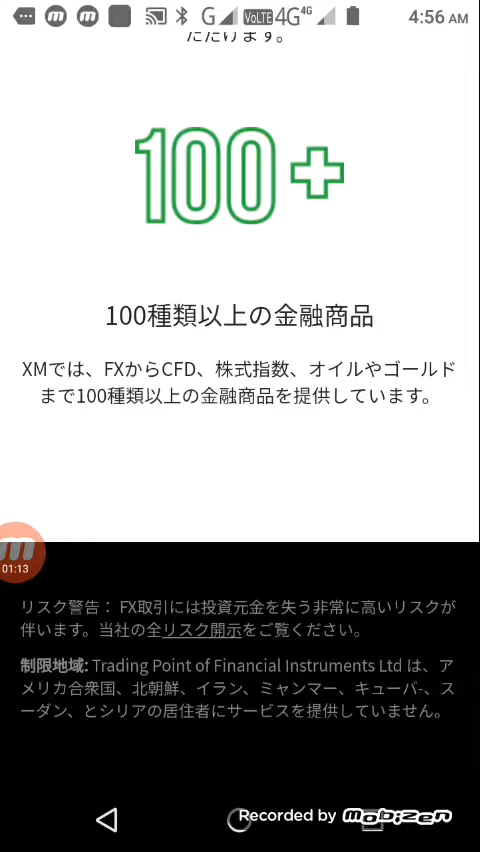 G VoLTE 4G 4G 4:56 AM
ただけます。
100+
100種類以上の金融商品
XMでは、FXからCFD、株式指数、オイルやゴールド
まで100種類以上の金融商品を提供しています。
01:13
リスク警告： FX取引には投資元金を失う非常に高いリスクが
伴います。当社の全リスク開示をご覧ください。
制限地域: Trading Point of Financial Instruments Ltd は、ア
メリカ合衆国、北朝鮮、イラン、ミャンマー、キューバ-、ス
ーダン、とシリアの居住者にサービスを提供していません。
Recorded by mobizen